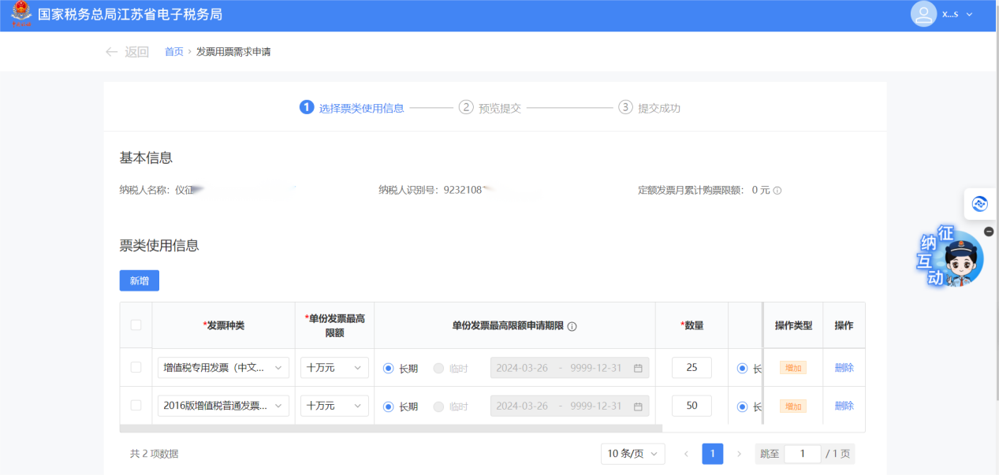 国家税务总局江苏省电子税务局
x...s
返回 首页 > 发票用票需求申请
1 选择票类使用信息 2 预览提交 3 提交成功
基本信息
纳税人名称：仪征 纳税人识别号：9232108 定额发票月累计购票限额： 0 元
征
纳
互
动
票类使用信息
新增
*发票种类 *单份发票最高限额 单份发票最高限额申请期限 *数量 操作类型 操作
增值税专用发票（中文... 十万元 长期 临时 2024-03-26 - 9999-12-31 25 长 增加 删除
2016版增值税普通发票... 十万元 长期 临时 2024-03-26 - 9999-12-31 50 长 增加 删除
共 2 项数据 10 条/页 < 1 > 跳至 1 / 1 页